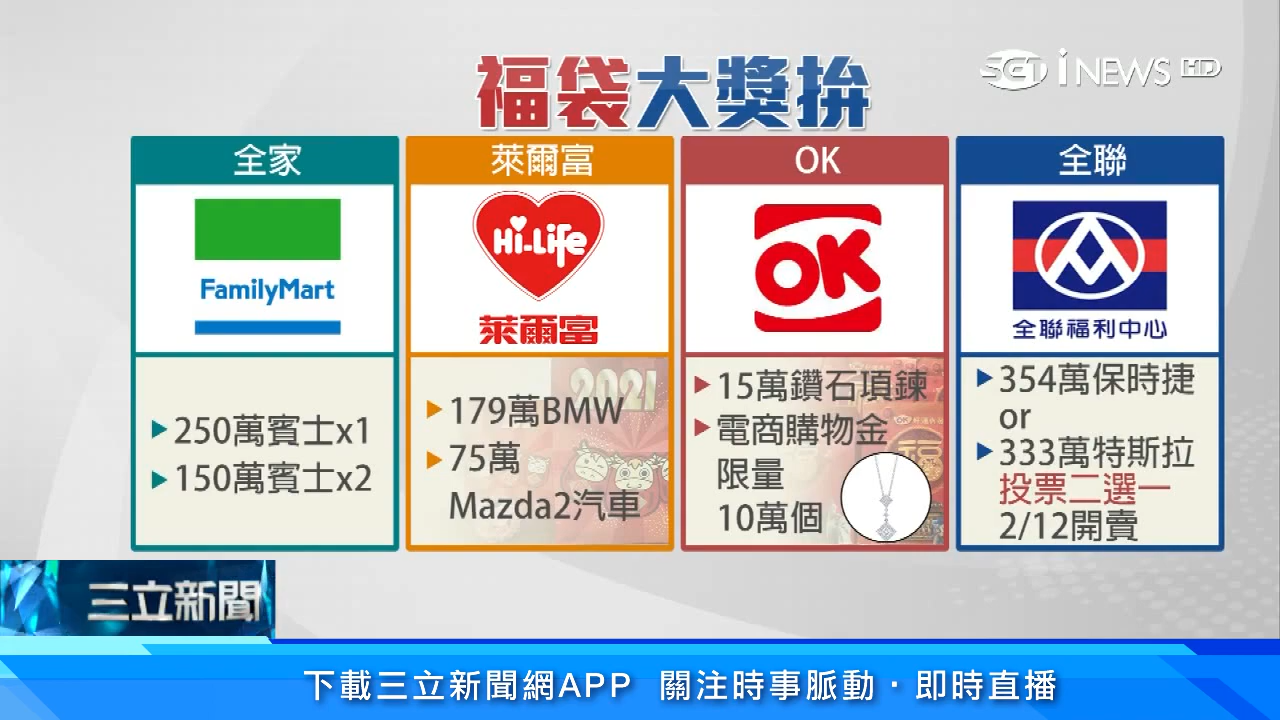 福袋大獎拚
SET iNEWS HD
全家
FamilyMart
250萬賓士x1
150萬賓士x2
萊爾富
Hi-Life
萊爾富
2021
179萬BMW
75萬
Mazda2汽車
OK
OK
15萬鑽石項鍊
電商購物金
限量
10萬個
全聯
全聯福利中心
354萬保時捷
or
333萬特斯拉
投票二選一
2/12開賣
三立新聞
下載三立新聞網APP 關注時事脈動・即時直播